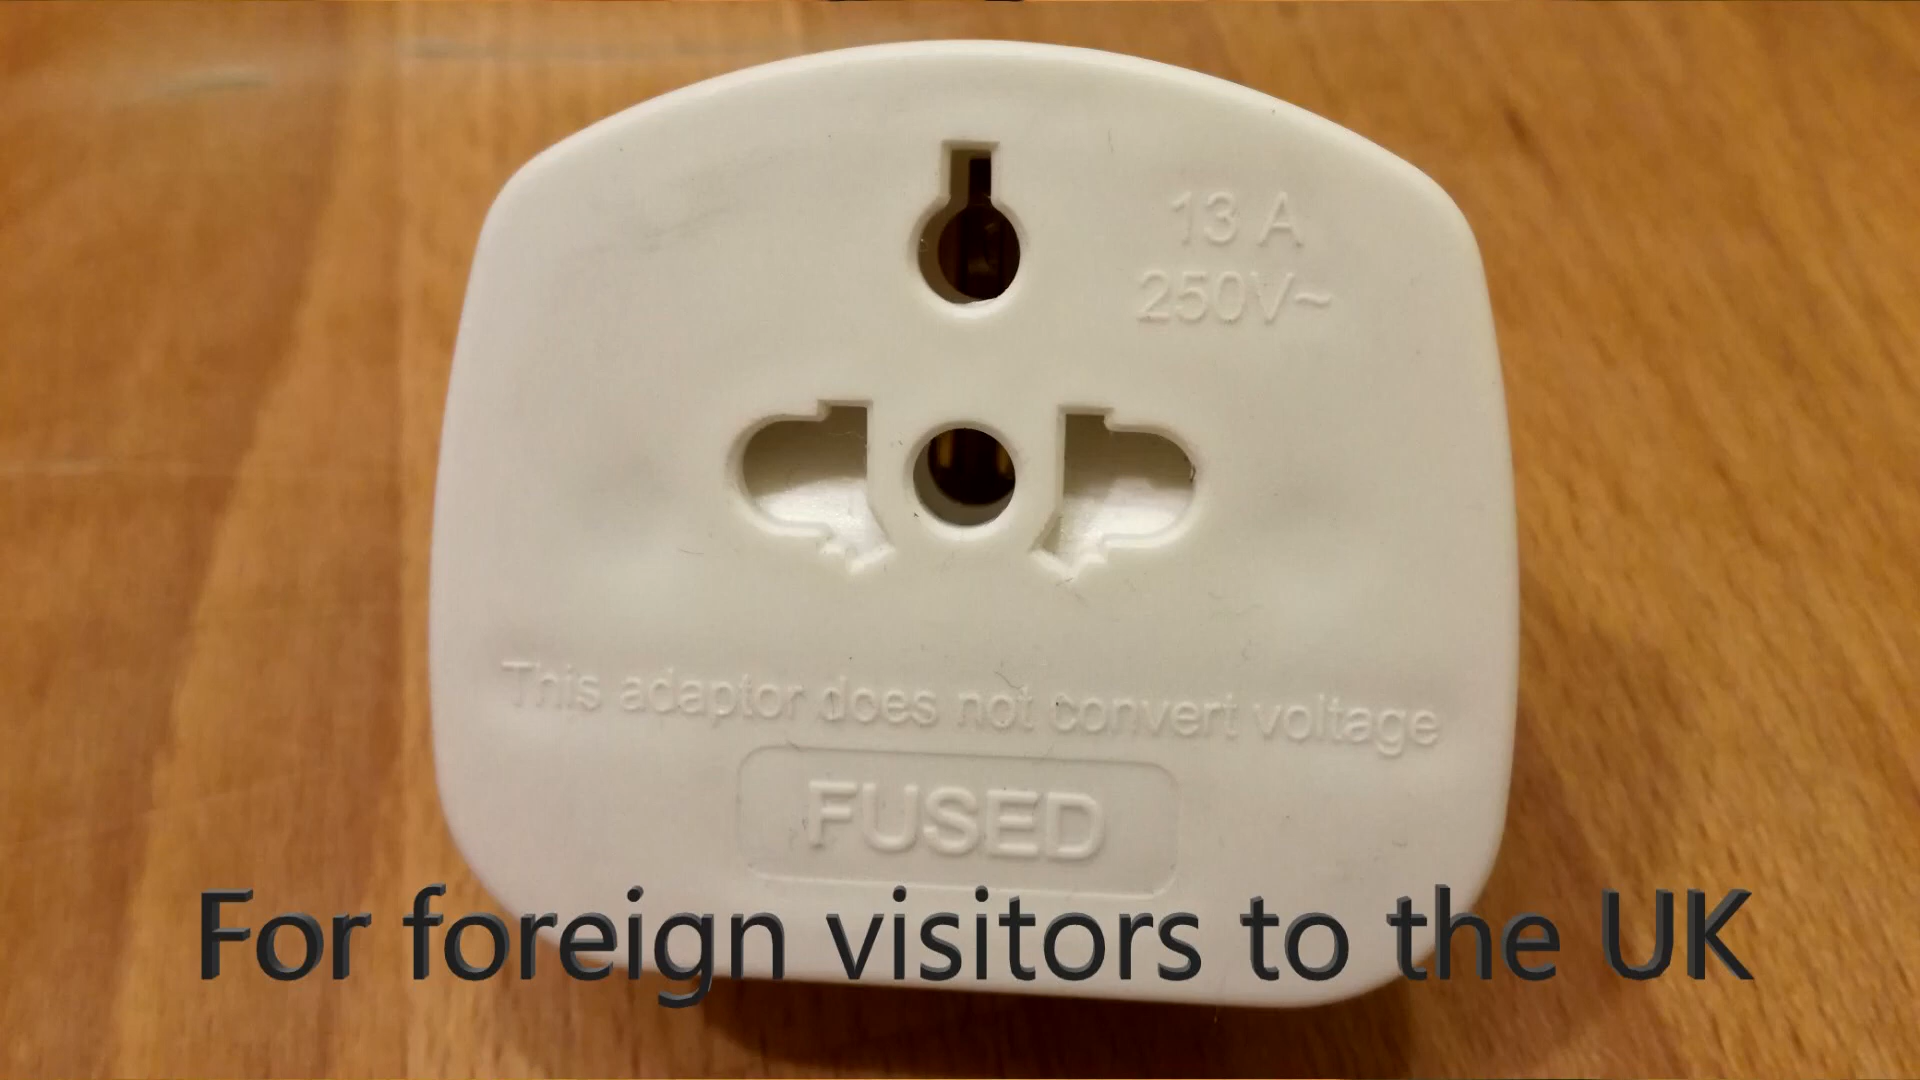 13 A
250V~
This adaptor does not convert voltage
FUSED
For foreign visitors to the UK